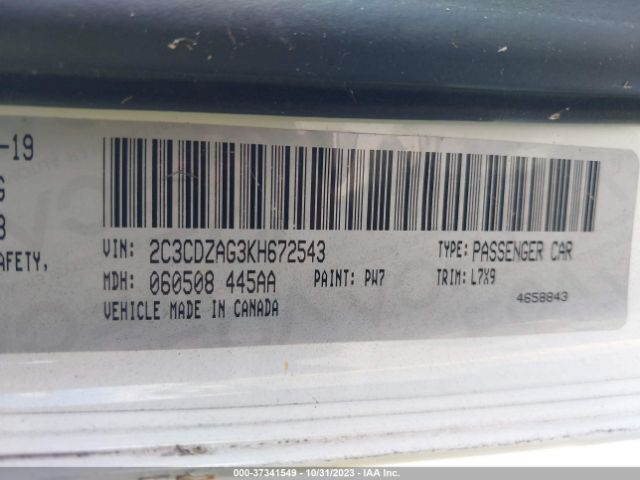 -19
G
8
AFETY,
VIN: 2C3CDZAG3KH672543 TYPE: PASSENGER CAR
MDH: 060508 445AA PAINT: PW7 TRIM: L7X9
VEHICLE MADE IN CANADA 4658843
000-37341549 - 10/31/2023 - IAA Inc.